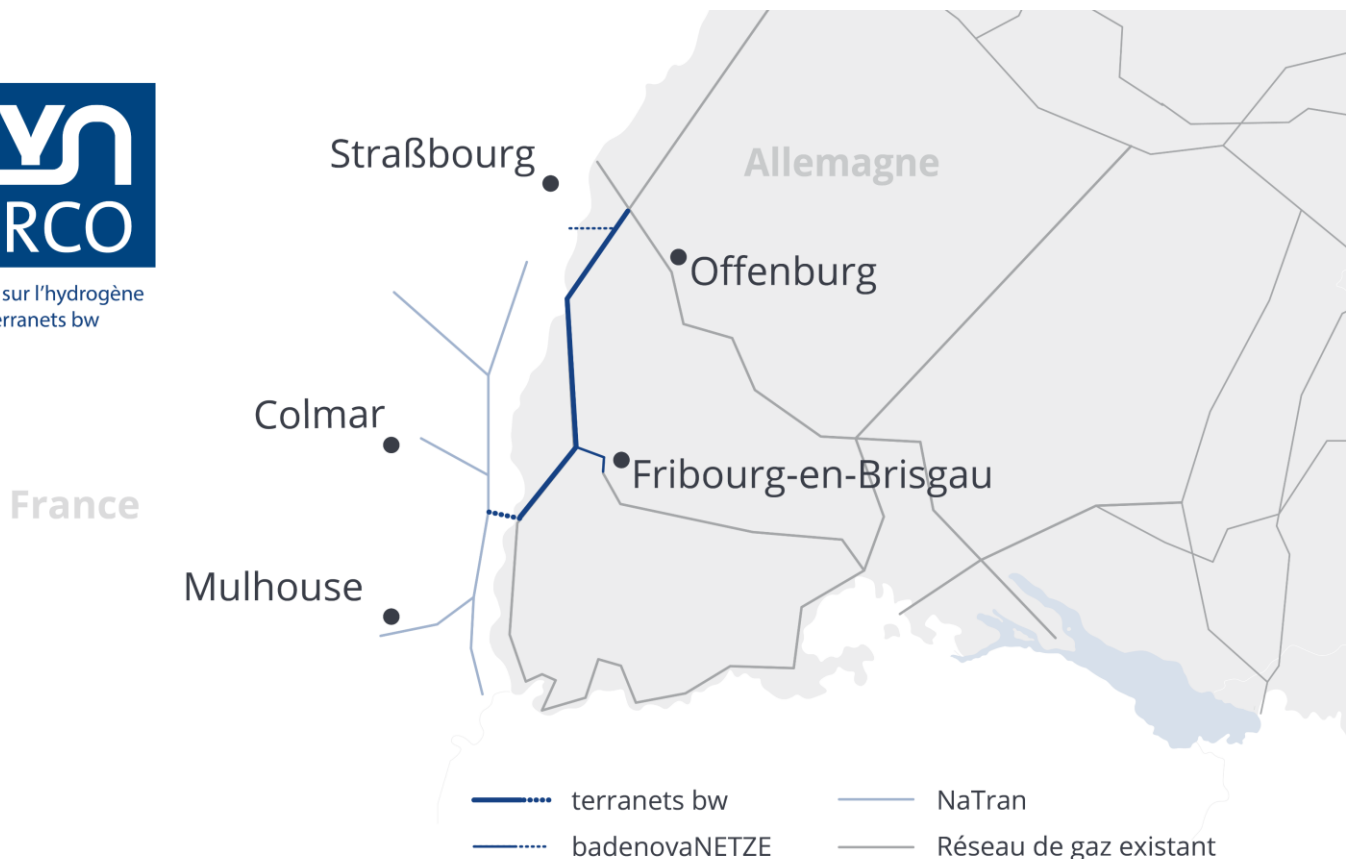 Straßbourg
Allemagne
RCO
Offenburg
sur l'hydrogène
terranets bw
Colmar
Fribourg-en-Brisgau
France
Mulhouse
terranets bw
NaTran
badenovaNETZE
Réseau de gaz existant